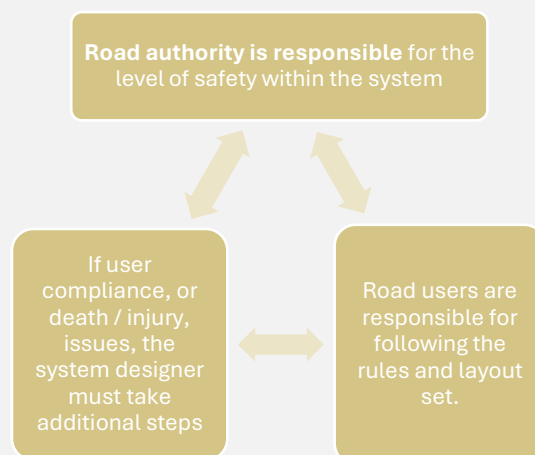 Road authority is responsible for the
level of safety within the system
If user
compliance, or
death / injury,
issues, the
system designer
must take
additional steps
Road users are
responsible for
following the
rules and layout
set.